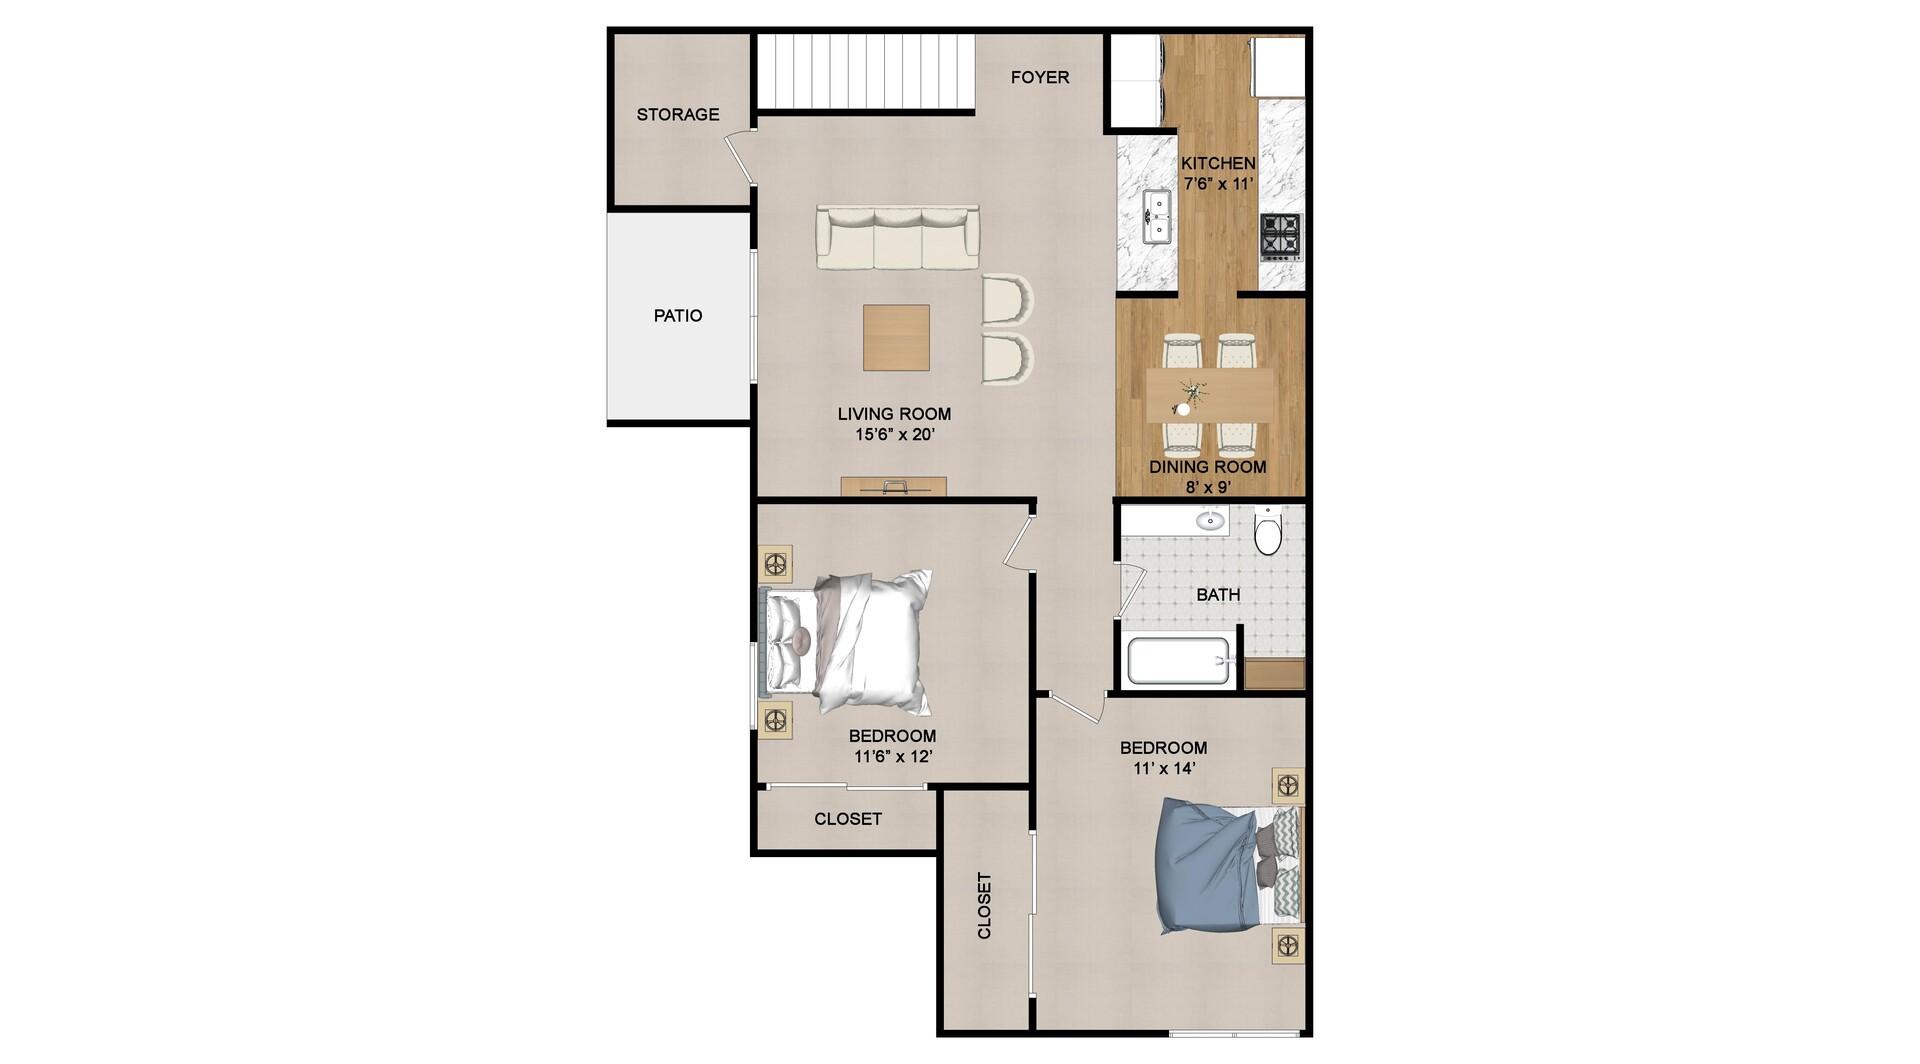 FOYER
STORAGE
KITCHEN
7’6” x 11’
PATIO
LIVING ROOM
15’6” x 20’
DINING ROOM
8’ x 9’
BATH
BEDROOM
11’6” x 12’
BEDROOM
11’ x 14’
CLOSET
CLOSET